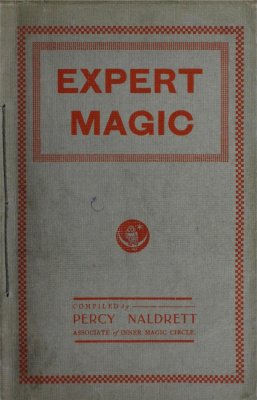 EXPERT
MAGIC
COMPILED by
PERCY NALDRETT
ASSOCIATE of INNER MAGIC CIRCLE.